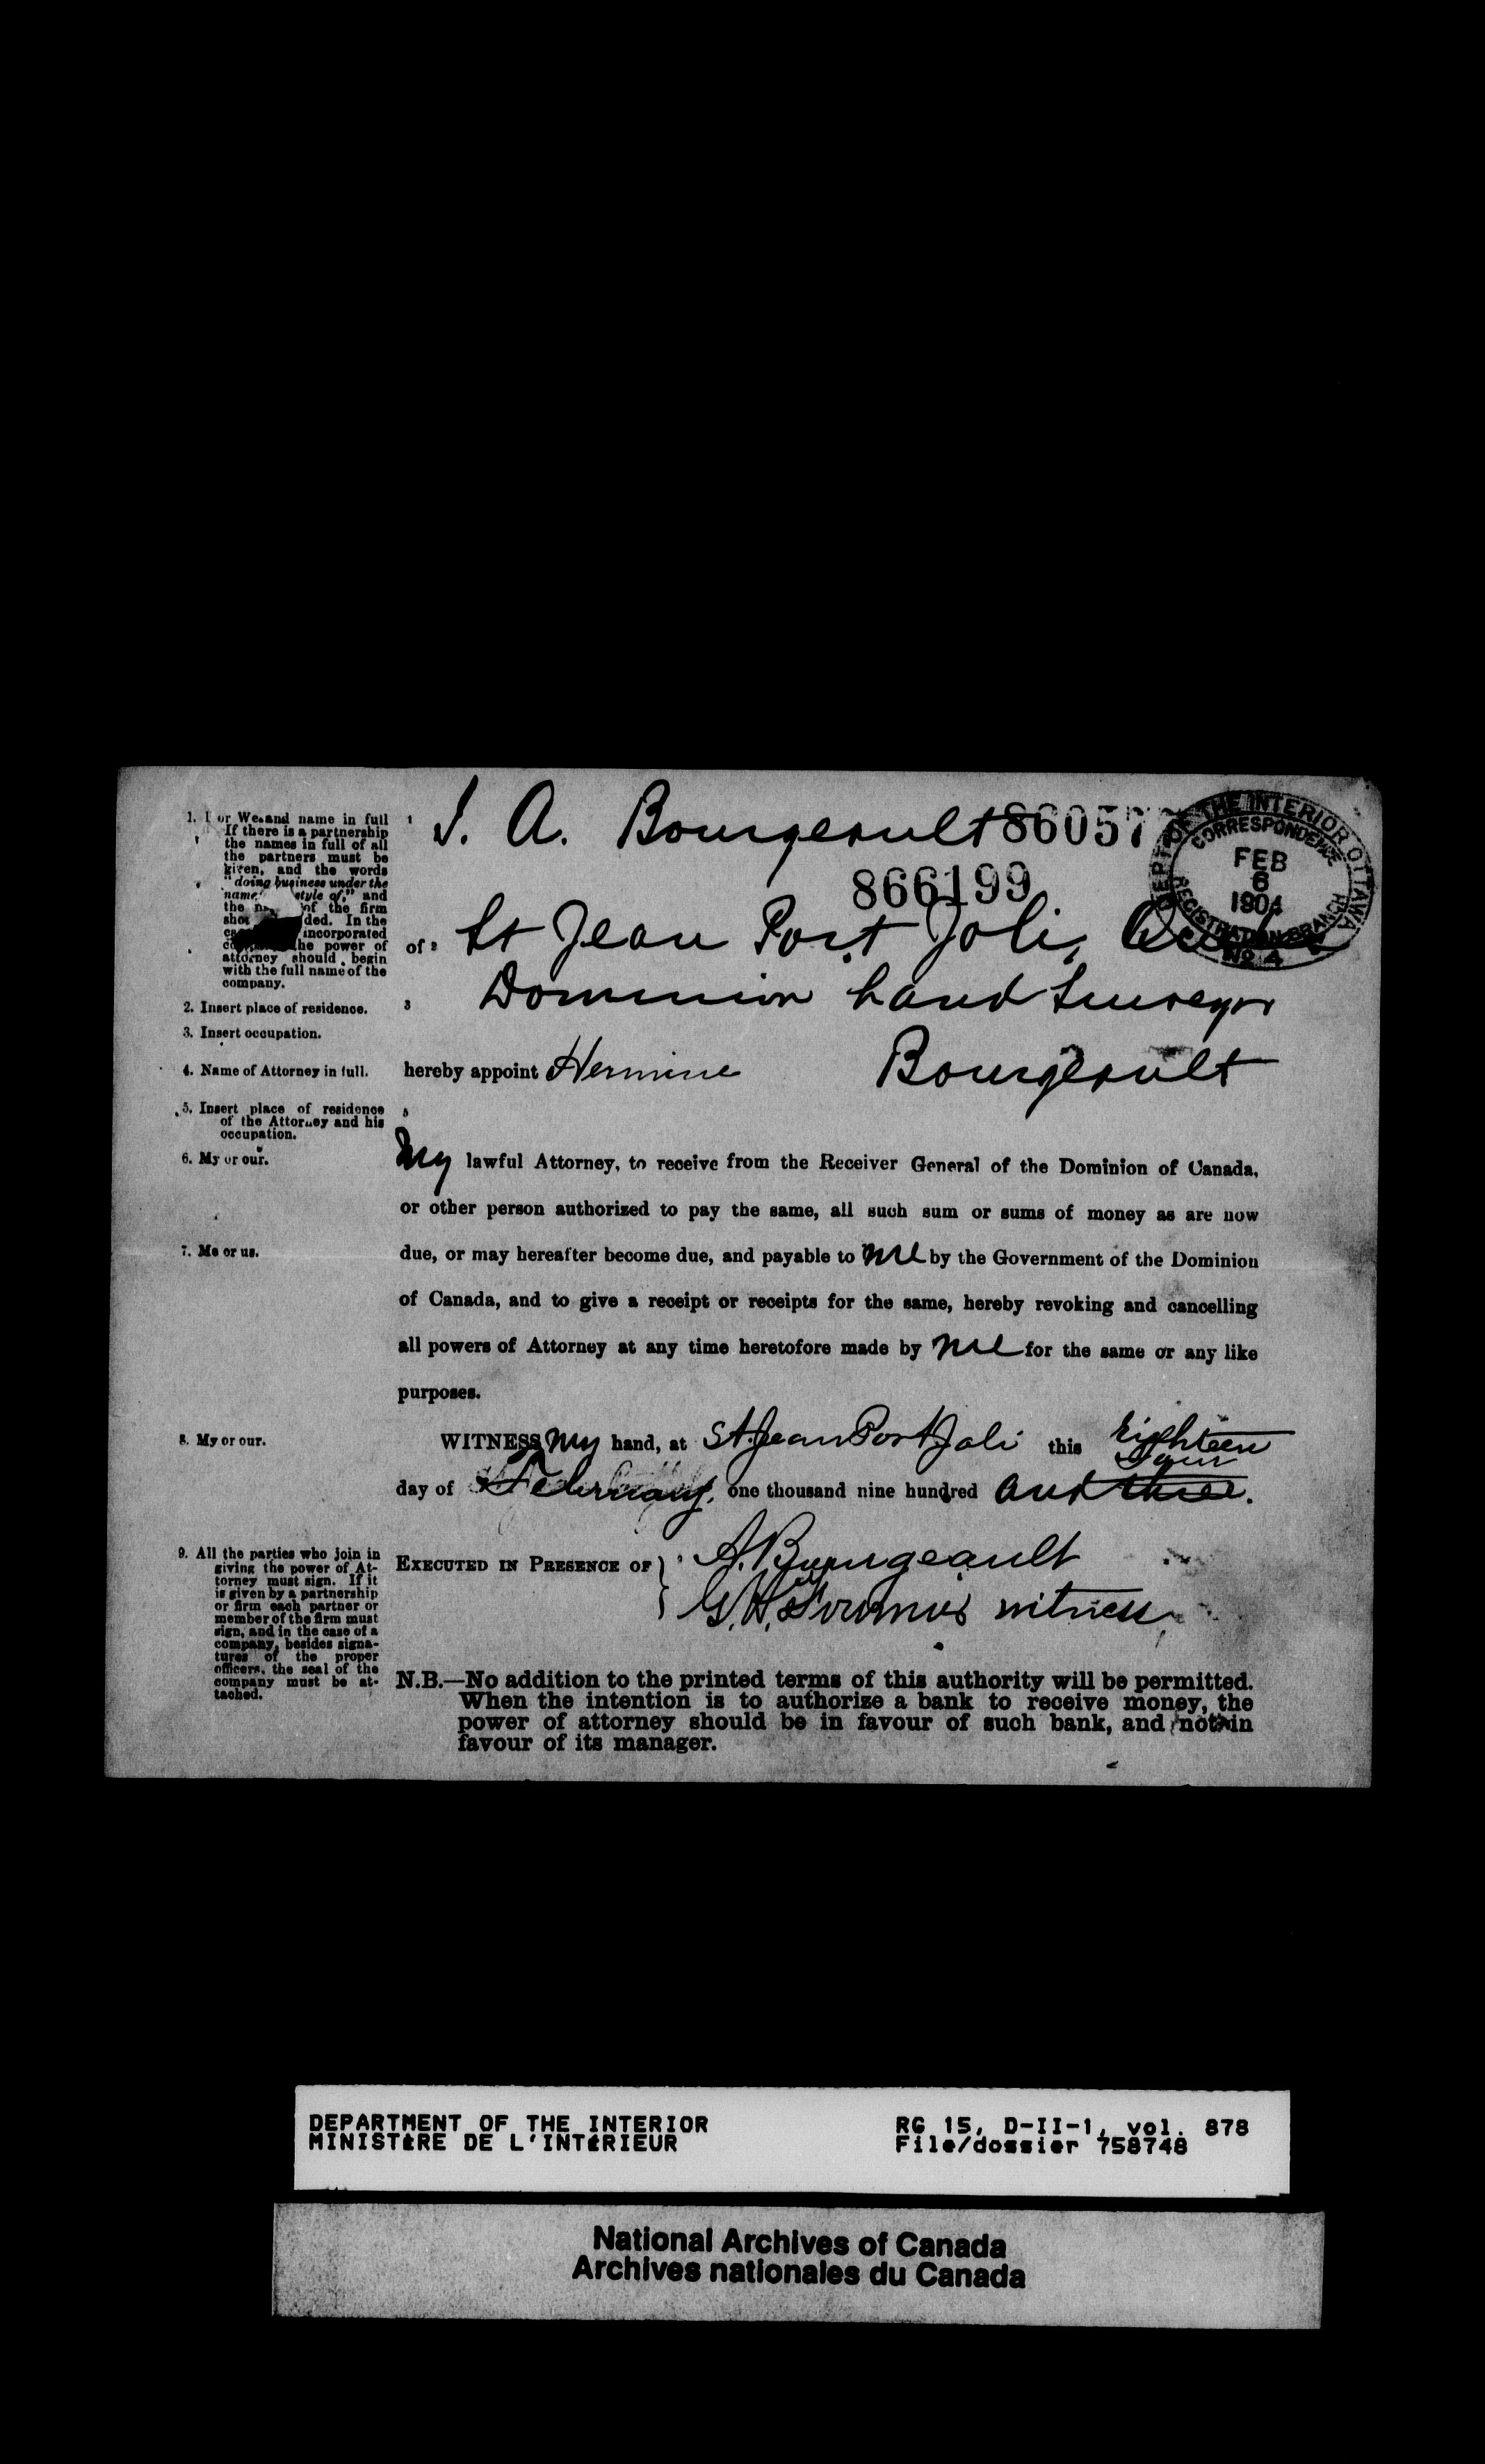 1. I or We and name in full
If there is a partnership
the names in full of all
the partners must be
given, and the words
"doing business under the
name style of," and
the of the firm
ded. In the
incorporated
the power of
attorney should begin
with the full name of the
company.
2. Insert place of residence.
3. Insert occupation.
4. Name of Attorney in full.
5. Insert place of residence
of the Attorney and his
occupation.
6. My or our.
7. Me or us.
8. My or our.
9. All the parties who join in
giving the power of At-
torney must sign. If it
is given by a partnership
or firm each partner or
member of the firm must
sign, and in the case of a
company, besides signa-
tures of the proper
officers, the seal of the
company must be at-
tached.
1 I. A. Bourgeault 86057
866199
DEPT OF THE INTERIOR OTTAWA
CORRESPONDENCE
FEB
6
1904
REGISTRATION BRANCH
No 4
of 2 St Jean Port Joli,
3 Dominion Land Surveyor
hereby appoint Hermine Bourgeault
5
My lawful Attorney, to receive from the Receiver General of the Dominion of Canada,
or other person authorized to pay the same, all such sum or sums of money as are now
due, or may hereafter become due, and payable to me by the Government of the Dominion
of Canada, and to give a receipt or receipts for the same, hereby revoking and cancelling
all powers of Attorney at any time heretofore made by me for the same or any like
purposes.
WITNESS My hand, at St. Jean Port Joli this Eighteen
day of February, one thousand nine hundred and three. four
EXECUTED IN PRESENCE OF A. Bourgeault
G. H. witness
N.B.—No addition to the printed terms of this authority will be permitted.
When the intention is to authorize a bank to receive money, the
power of attorney should be in favour of such bank, and not in
favour of its manager.
DEPARTMENT OF THE INTERIOR RG 15, D-II-1, vol. 878
MINISTÈRE DE L'INTÉRIEUR File/dossier 758748
National Archives of Canada
Archives nationales du Canada